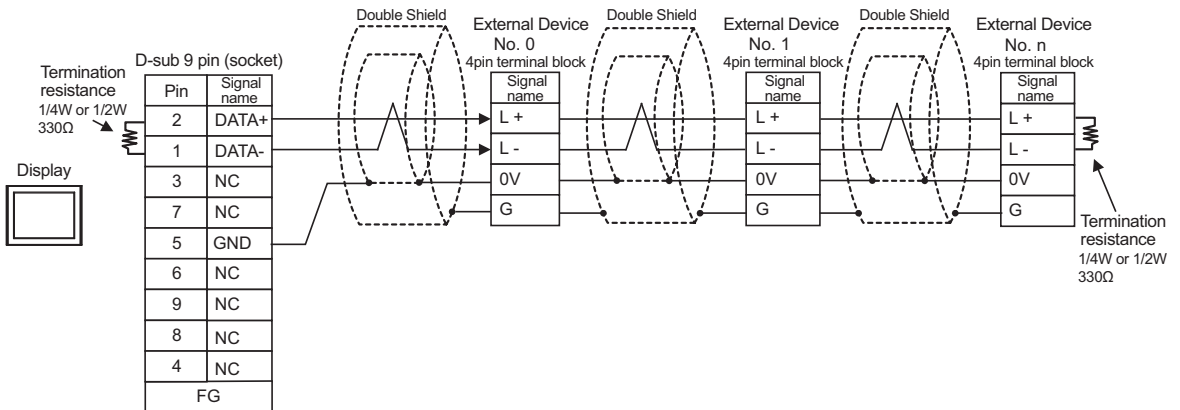 Double Shield
Double Shield
Double Shield
External Device
No. 0
4pin terminal block
External Device
No. 1
4pin terminal block
External Device
No. n
4pin terminal block
D-sub 9 pin (socket)
Termination
resistance
1/4W or 1/2W
330Ω
Display
Pin Signal name
2 DATA+
1 DATA-
3 NC
7 NC
5 GND
6 NC
9 NC
8 NC
4 NC
FG
Signal
name
L +
L -
0V
G
Signal
name
L +
L -
0V
G
Signal
name
L +
L -
0V
G
Termination
resistance
1/4W or 1/2W
330Ω